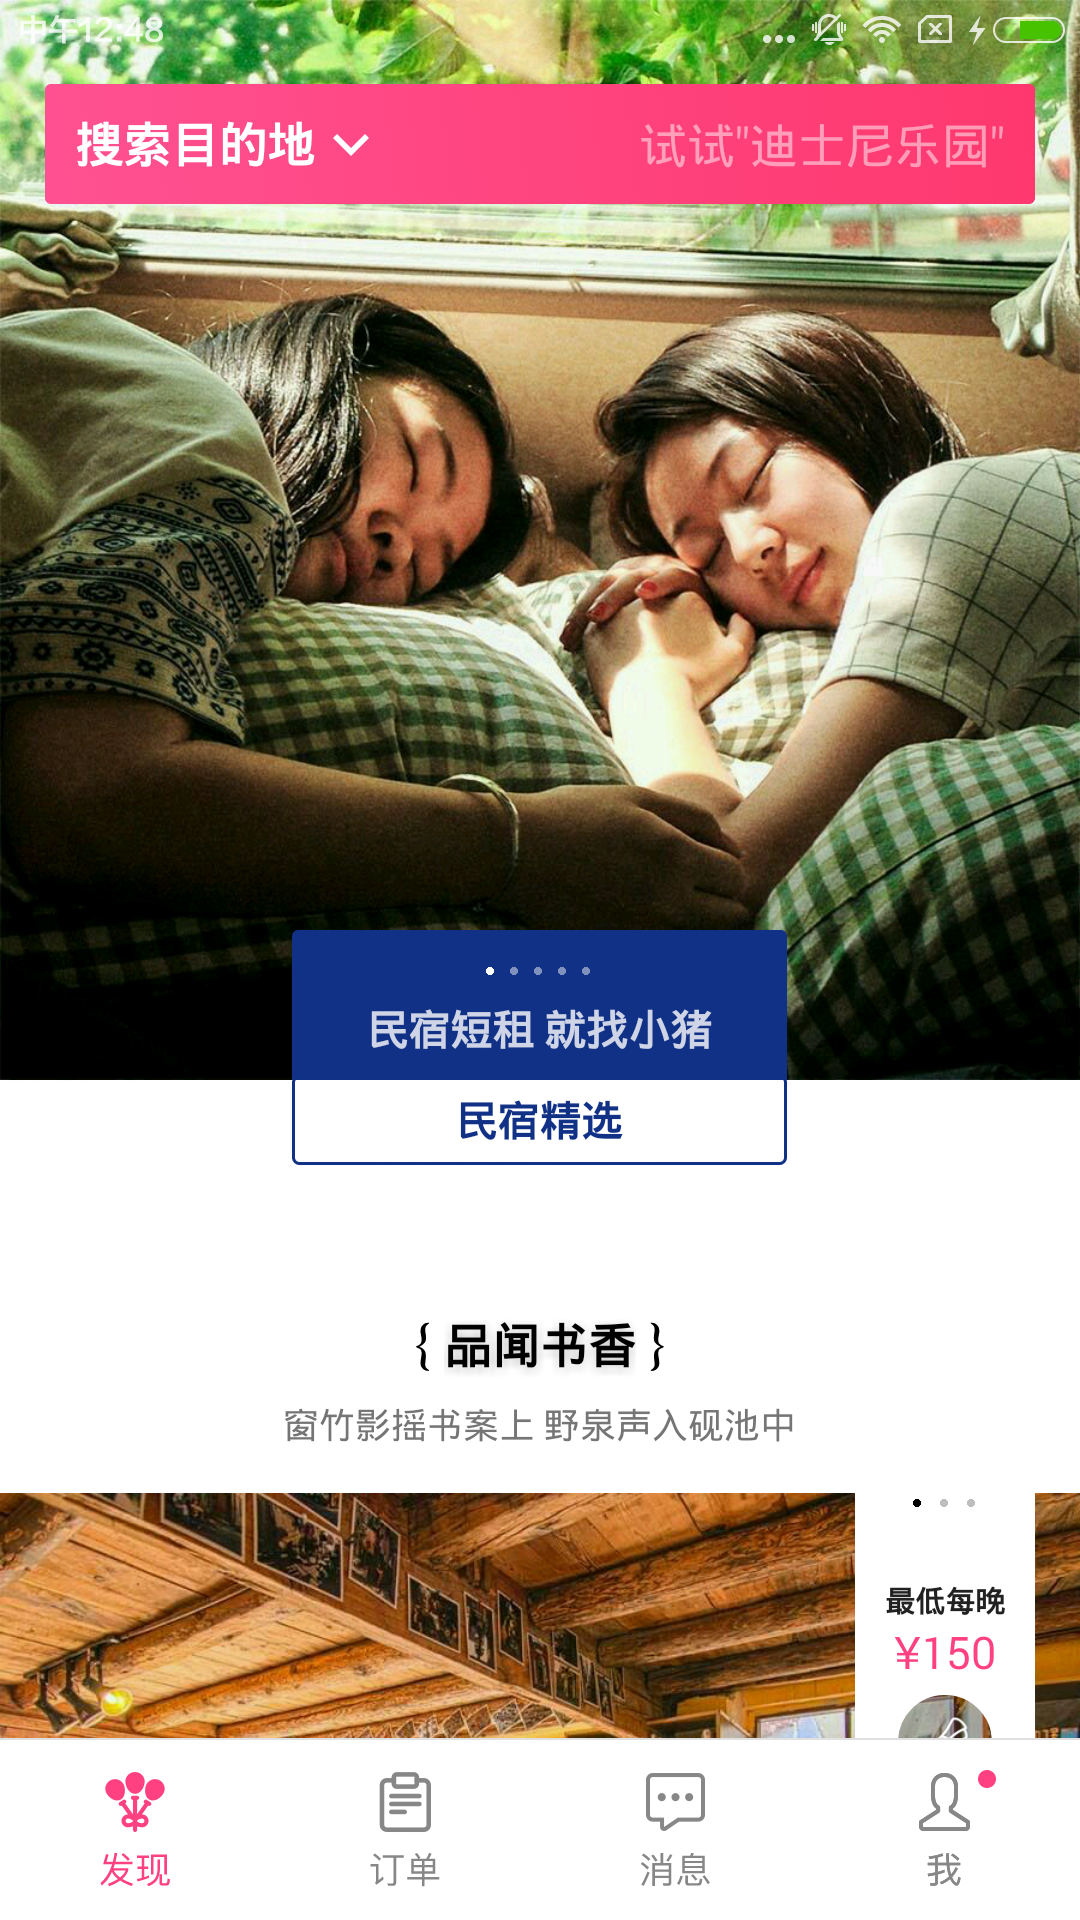 中午12:48
搜索目的地
试试"迪士尼乐园"
民宿短租 就找小猪
民宿精选
{ 品闻书香 }
窗竹影摇书案上 野泉声入砚池中
最低每晚
¥150
发现
订单
消息
我